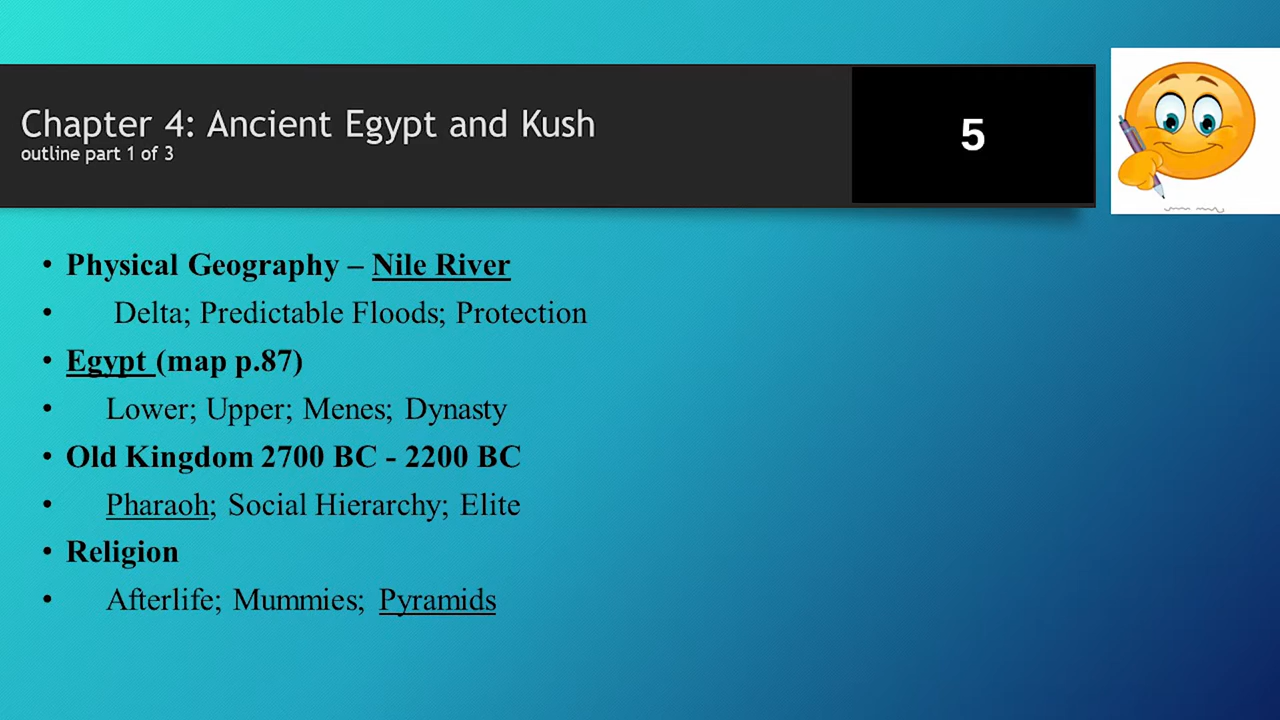 Chapter 4: Ancient Egypt and Kush
outline part 1 of 3
5
• Physical Geography – Nile River
• Delta; Predictable Floods; Protection
• Egypt (map p.87)
• Lower; Upper; Menes; Dynasty
• Old Kingdom 2700 BC - 2200 BC
• Pharaoh; Social Hierarchy; Elite
• Religion
• Afterlife; Mummies; Pyramids